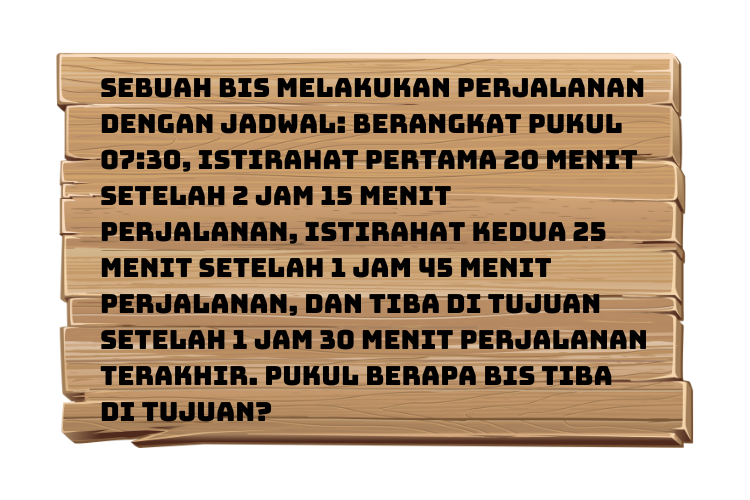 SEBUAH BIS MELAKUKAN PERJALANAN
DENGAN JADWAL: BERANGKAT PUKUL
07:30, ISTIRAHAT PERTAMA 20 MENIT
SETELAH 2 JAM 15 MENIT
PERJALANAN, ISTIRAHAT KEDUA 25
MENIT SETELAH 1 JAM 45 MENIT
PERJALANAN, DAN TIBA DI TUJUAN
SETELAH 1 JAM 30 MENIT PERJALANAN
TERAKHIR. PUKUL BERAPA BIS TIBA
DI TUJUAN?